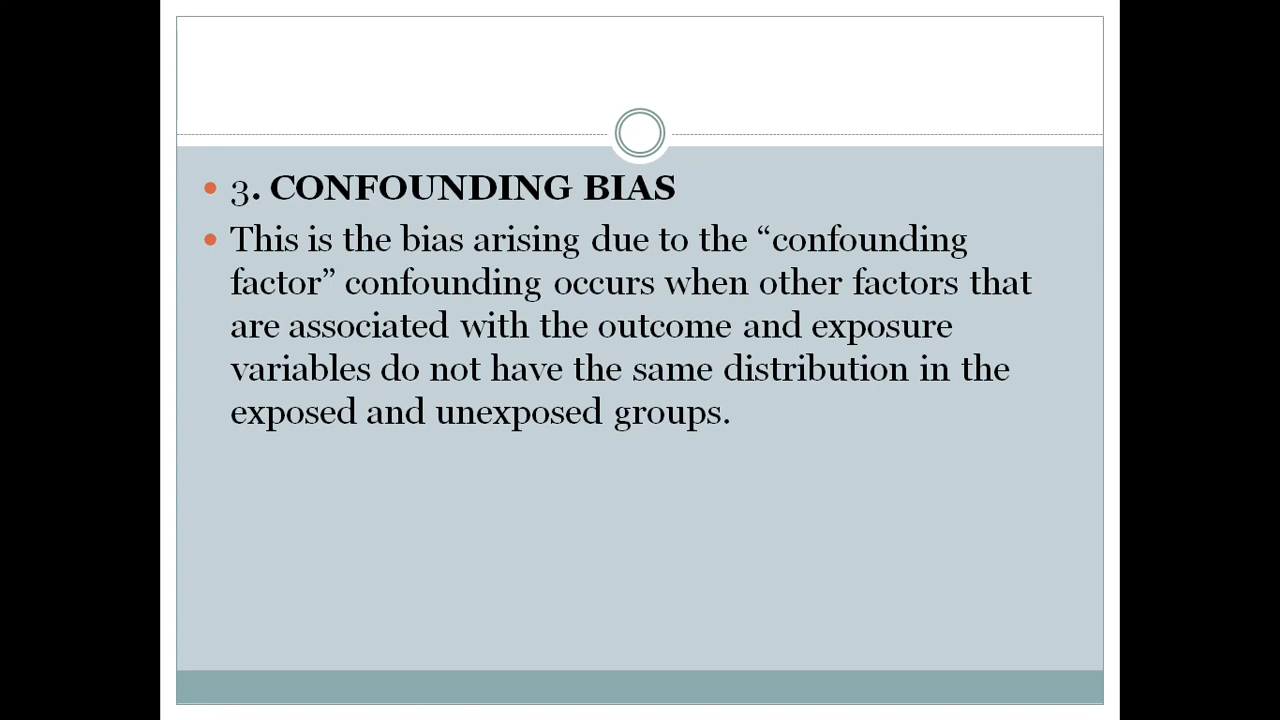 3. CONFOUNDING BIAS
This is the bias arising due to the “confounding
factor” confounding occurs when other factors that
are associated with the outcome and exposure
variables do not have the same distribution in the
exposed and unexposed groups.